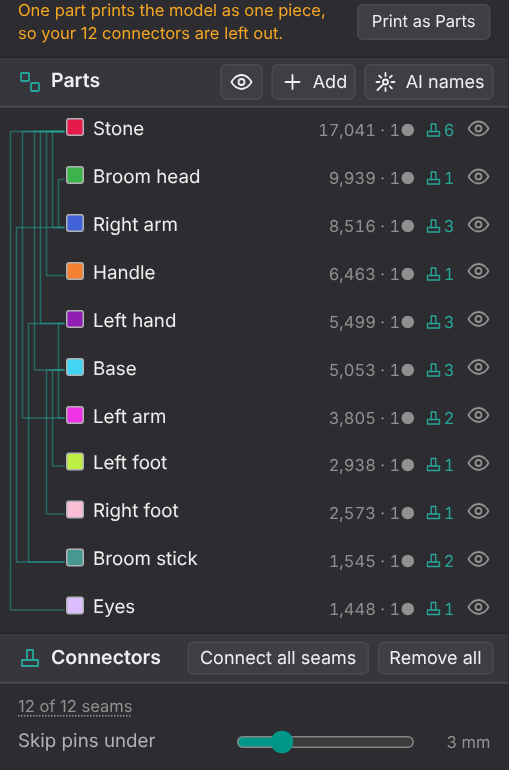 One part prints the model as one piece,
so your 12 connectors are left out.
Print as Parts
Parts
Add
AI names
Stone 17,041 · 1 6
Broom head 9,939 · 1 1
Right arm 8,516 · 1 3
Handle 6,463 · 1 1
Left hand 5,499 · 1 3
Base 5,053 · 1 3
Left arm 3,805 · 1 2
Left foot 2,938 · 1 1
Right foot 2,573 · 1 1
Broom stick 1,545 · 1 2
Eyes 1,448 · 1 1
Connectors
Connect all seams
Remove all
12 of 12 seams
Skip pins under 3 mm